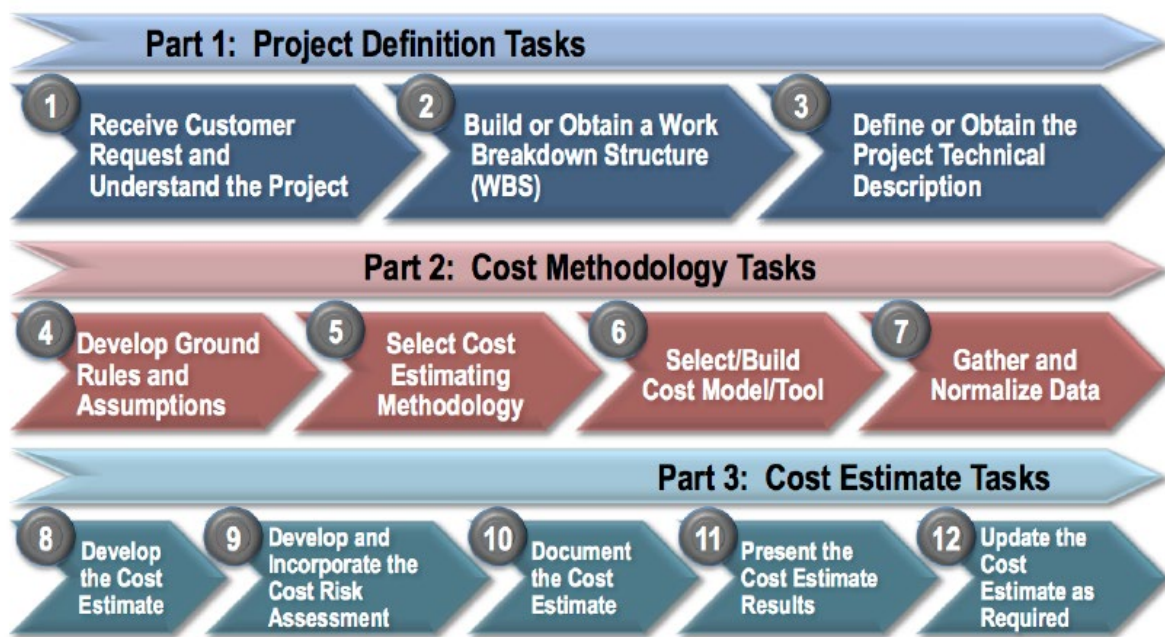 Part 1: Project Definition Tasks
1
Receive Customer
Request and
Understand the Project
2
Build or Obtain a Work
Breakdown Structure
(WBS)
3
Define or Obtain the
Project Technical
Description
Part 2: Cost Methodology Tasks
4
Develop Ground
Rules and
Assumptions
5
Select Cost
Estimating
Methodology
6
Select/Build
Cost Model/Tool
7
Gather and
Normalize Data
Part 3: Cost Estimate Tasks
8
Develop
the Cost
Estimate
9
Develop and
Incorporate the
Cost Risk
Assessment
10
Document
the Cost
Estimate
11
Present the
Cost Estimate
Results
12
Update the
Cost
Estimate as
Required